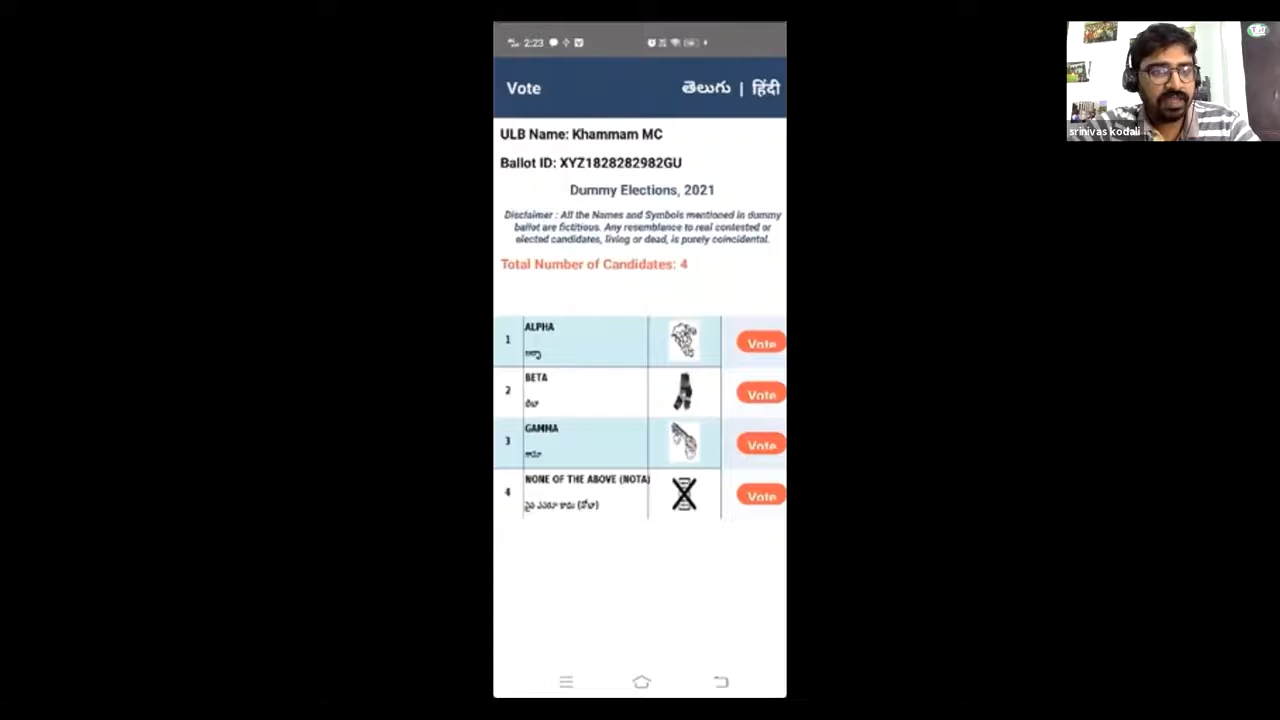 2:23
Vote
తెలుగు | हिंदी
ULB Name: Khammam MC
Ballot ID: XYZ1828282982GU
Dummy Elections, 2021
Disclaimer : All the Names and Symbols mentioned in dummy
ballot are fictitious. Any resemblance to real contested or
elected candidates, living or dead, is purely coincidental.
Total Number of Candidates: 4
1
ALPHA
Vote
2
BETA
బీటా
Vote
3
GAMMA
గామా
Vote
4
NONE OF THE ABOVE (NOTA)
పైన ఎవరూ కాదు (నోటా)
Vote
srinivas kodali